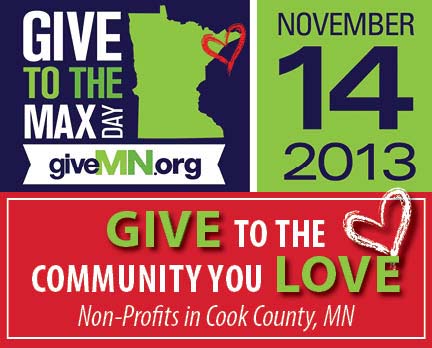 GIVE
TO THE
MAX DAY
giveMN.org
NOVEMBER
14
2013
GIVE TO THE
COMMUNITY YOU LOVE
Non-Profits in Cook County, MN